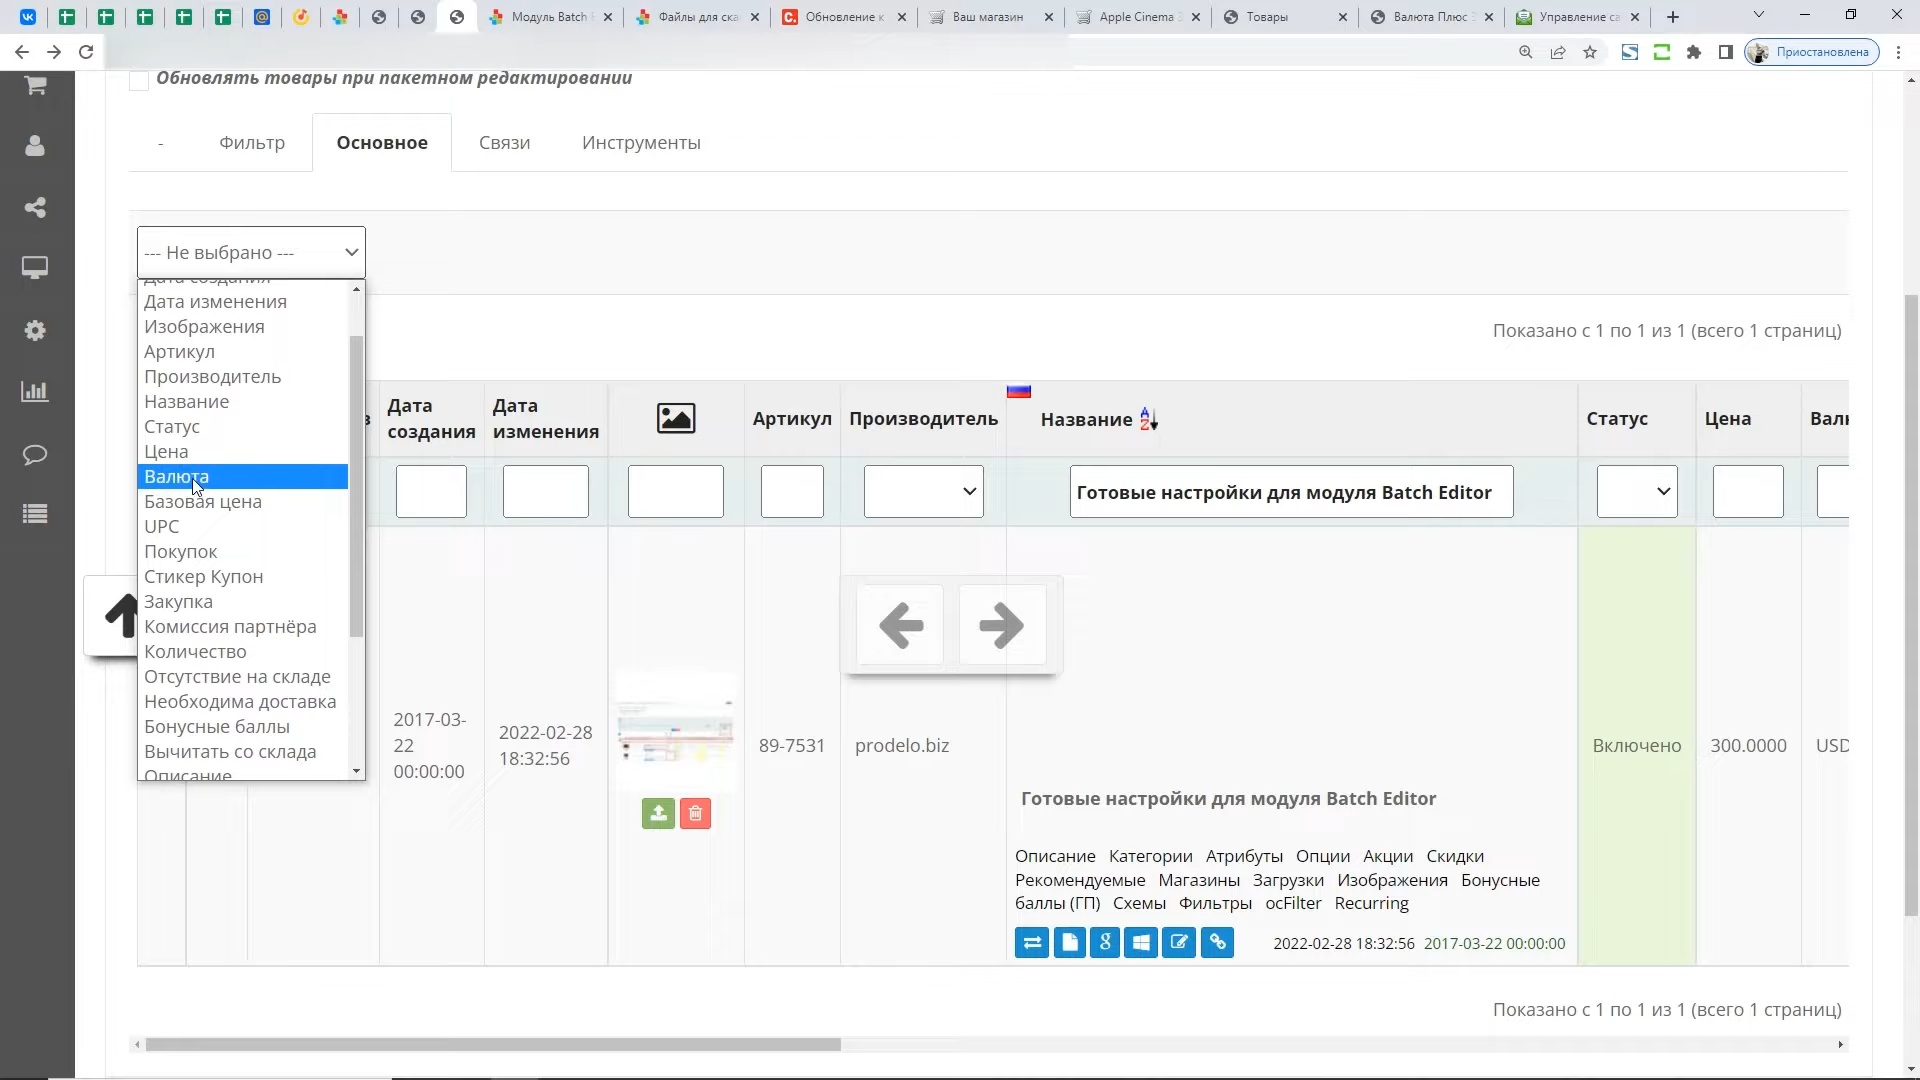 Модуль Batch
Файлы для ска
Обновление к
Ваш магазин
Apple Cinema 3
Товары
Валюта Плюс 3
Управление са
Приостановлена
Обновлять товары при пакетном редактировании
-
Фильтр
Основное
Связи
Инструменты
--- Не выбрано ---
Дата создания
Дата изменения
Изображения
Артикул
Производитель
Название
Статус
Цена
Валюта
Базовая цена
UPC
Покупок
Стикер Купон
Закупка
Комиссия партнёра
Количество
Отсутствие на складе
Необходима доставка
Бонусные баллы
Вычитать со склада
Описание
Показано с 1 по 1 из 1 (всего 1 страниц)
Дата создания
Дата изменения
Артикул
Производитель
Название
Статус
Цена
Вал
Готовые настройки для модуля Batch Editor
2017-03-
22
00:00:00
2022-02-28
18:32:56
89-7531
prodelo.biz
Включено
300.0000
USD
Готовые настройки для модуля Batch Editor
Описание Категории Атрибуты Опции Акции Скидки
Рекомендуемые Магазины Загрузки Изображения Бонусные
баллы (ГП) Схемы Фильтры ocFilter Recurring
2022-02-28 18:32:56 2017-03-22 00:00:00
Показано с 1 по 1 из 1 (всего 1 страниц)